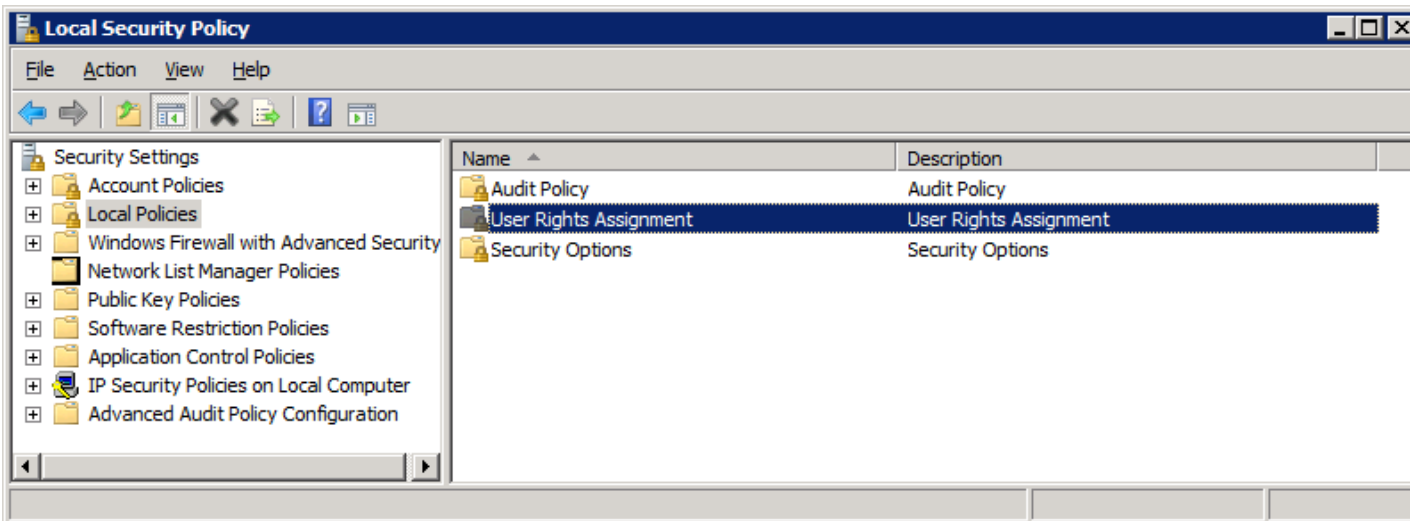 Local Security Policy
File Action View Help
Security Settings
Account Policies
Local Policies
Windows Firewall with Advanced Security
Network List Manager Policies
Public Key Policies
Software Restriction Policies
Application Control Policies
IP Security Policies on Local Computer
Advanced Audit Policy Configuration
Name Description
Audit Policy Audit Policy
User Rights Assignment User Rights Assignment
Security Options Security Options